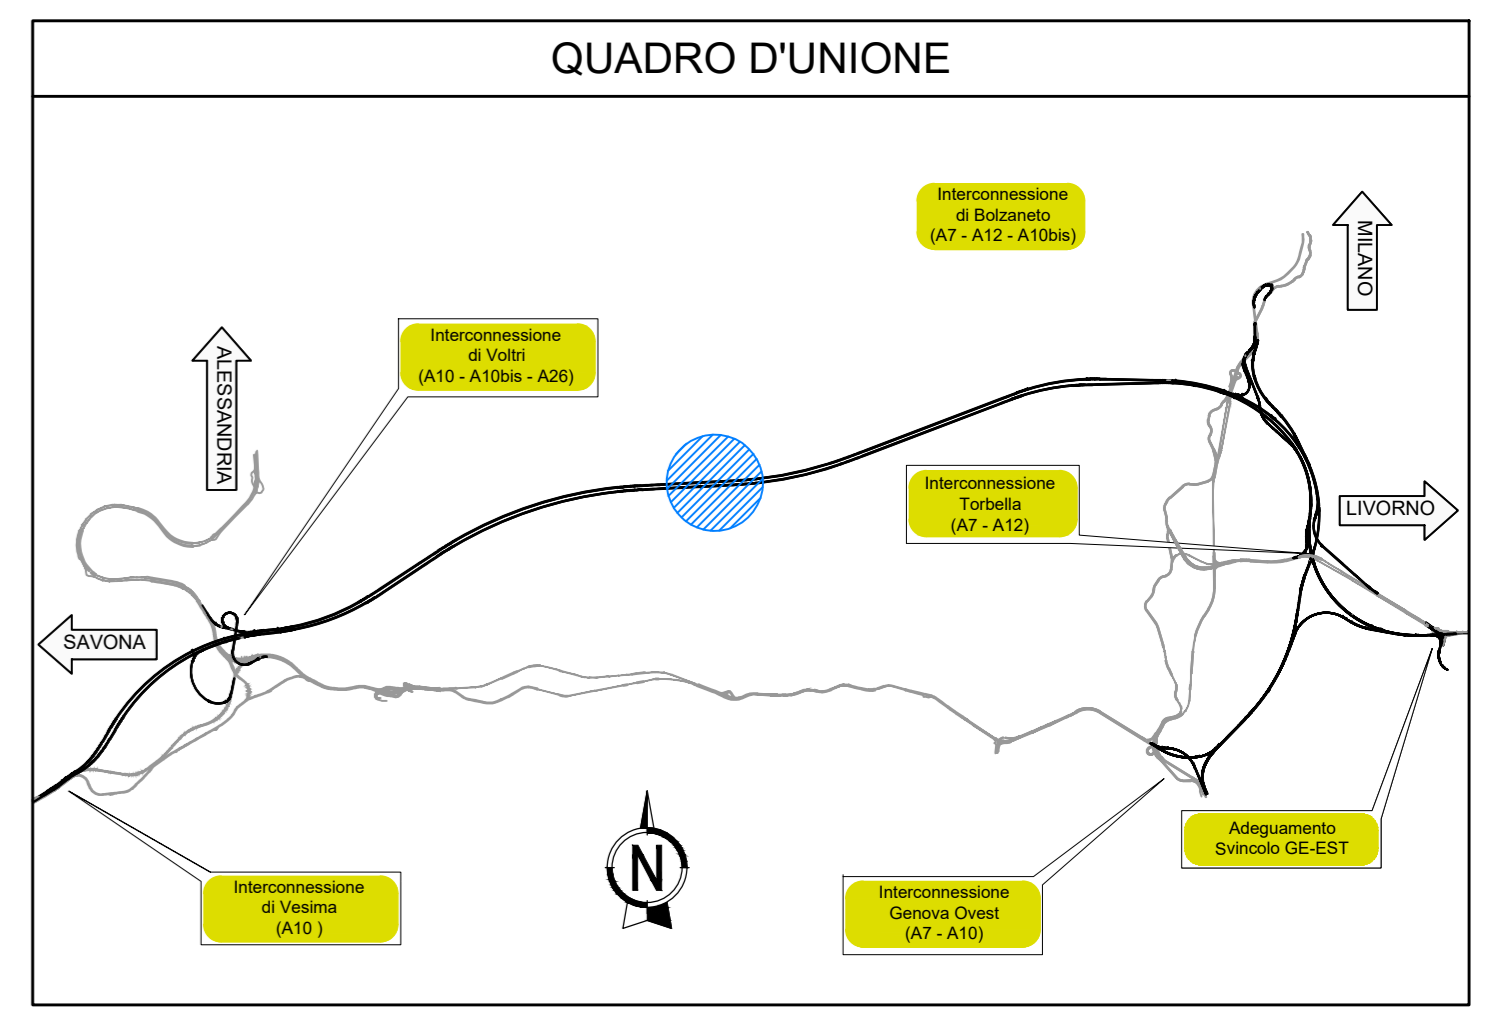 QUADRO D'UNIONE
Interconnessione
di Bolzaneto
(A7 - A12 - A10bis)
MILANO
Interconnessione
di Voltri
(A10 - A10bis - A26)
ALESSANDRIA
Interconnessione
Torbella
(A7 - A12)
LIVORNO
SAVONA
Adeguamento
Svincolo GE-EST
Interconnessione
di Vesima
(A10 )
N
Interconnessione
Genova Ovest
(A7 - A10)